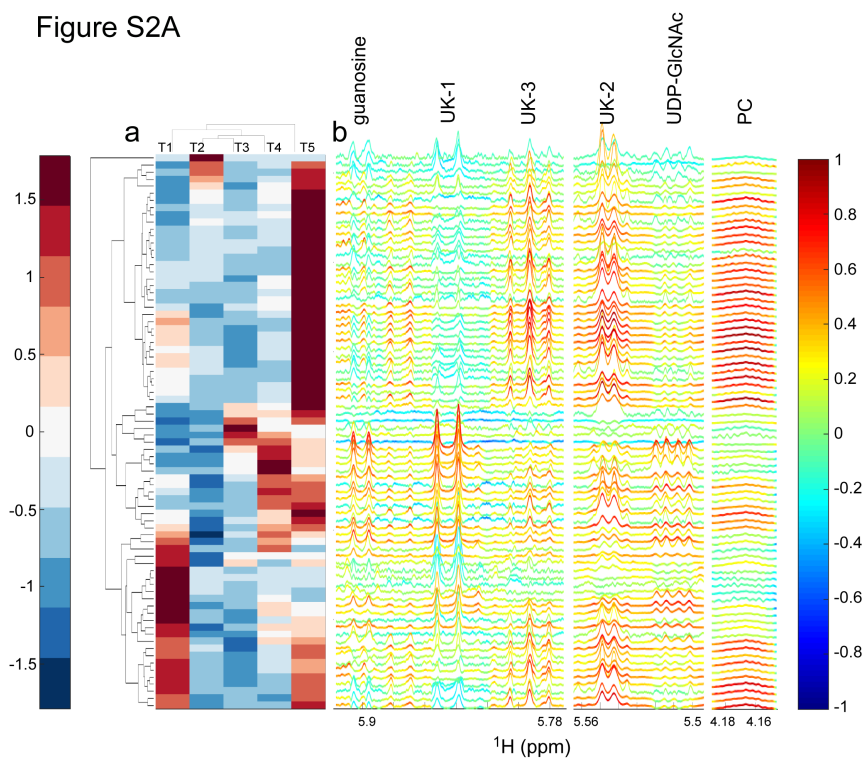 Figure S2A
guanosine
UK-1
UK-3
UK-2
UDP-GlcNAc
PC
a
b
T1 T2 T3 T4 T5
1.5
1
0.5
0
-0.5
-1
-1.5
1
0.8
0.6
0.4
0.2
0
-0.2
-0.4
-0.6
-0.8
-1
5.9 5.78 5.56 5.5 4.18 4.16
¹H (ppm)